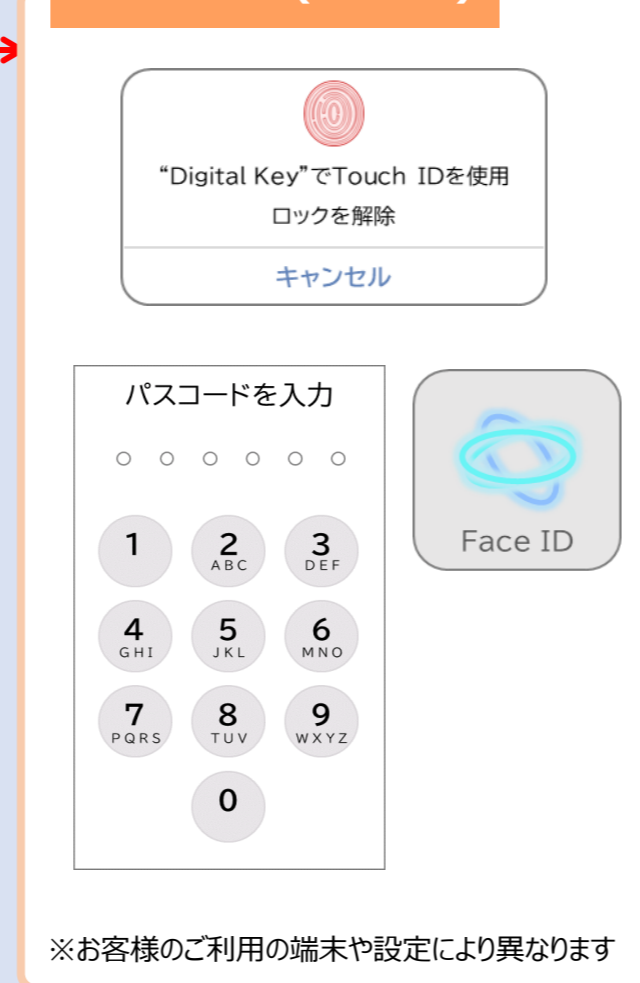 “Digital Key”でTouch IDを使用
ロックを解除
キャンセル
パスコードを入力
1
2
ABC
3
DEF
Face ID
4
GHI
5
JKL
6
MNO
7
PQRS
8
TUV
9
WXYZ
0
※お客様のご利用の端末や設定により異なります